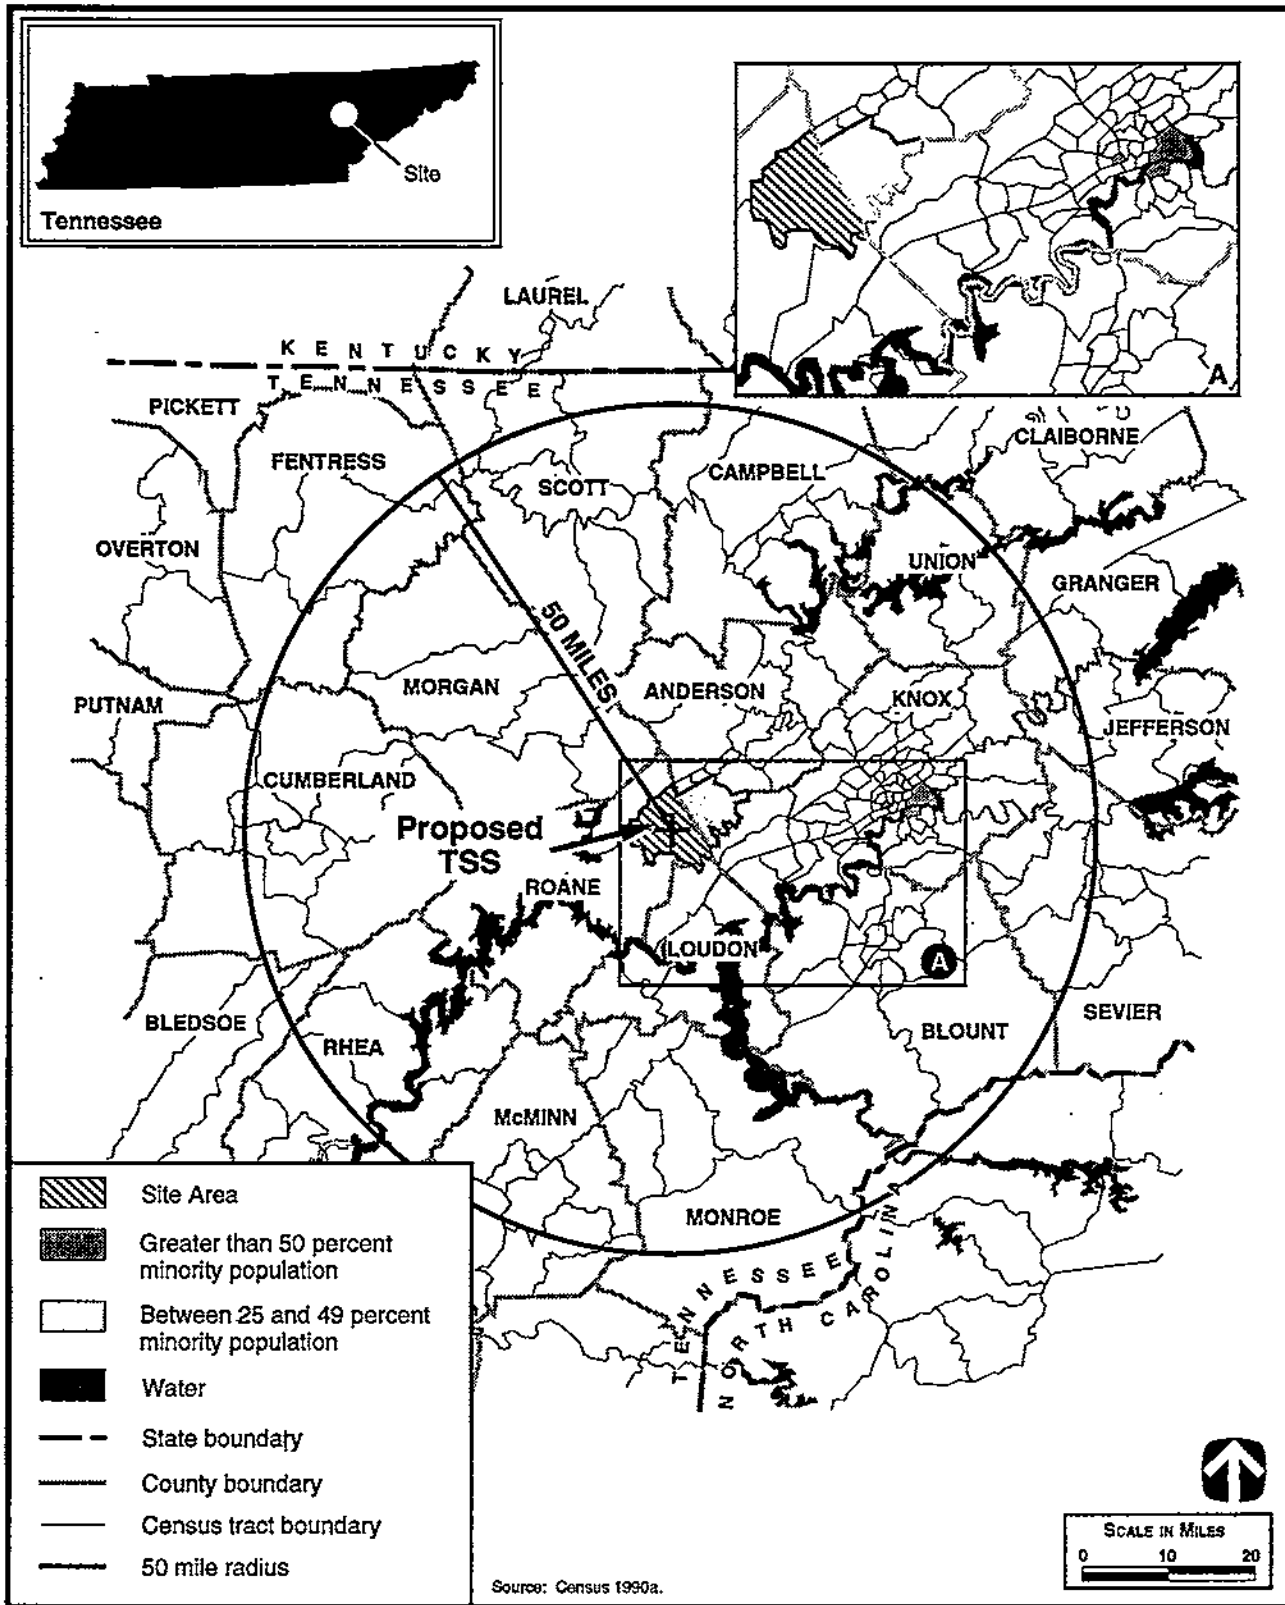 Site
Tennessee
A
LAUREL
KENTUCKY
TENNESSEE
PICKETT
CLAIBORNE
FENTRESS
CAMPBELL
SCOTT
OVERTON
UNION
GRANGER
50 MILES
MORGAN
ANDERSON
KNOX
PUTNAM
JEFFERSON
CUMBERLAND
Proposed
TSS
ROANE
LOUDON
A
BLEDSOE
RHEA
BLOUNT
SEVIER
McMINN
MONROE
TENNESSEE
NORTH CAROLINA
Site Area
Greater than 50 percent
minority population
Between 25 and 49 percent
minority population
Water
State boundary
County boundary
Census tract boundary
50 mile radius
Source: Census 1990a.
SCALE IN MILES
0 10 20